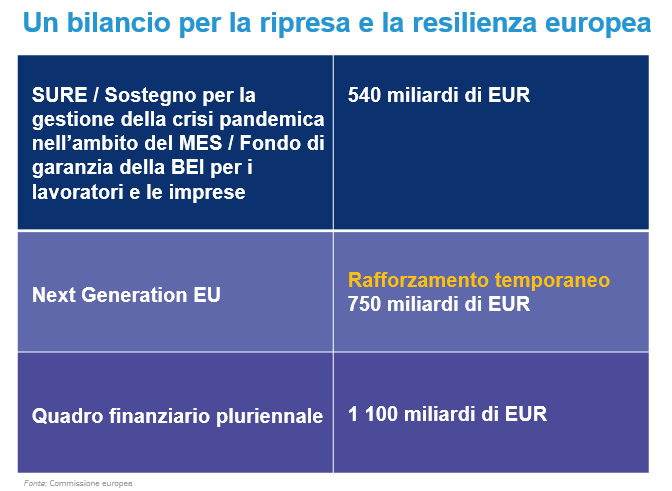 Un bilancio per la ripresa e la resilienza europea
SURE / Sostegno per la
gestione della crisi pandemica
nell'ambito del MES / Fondo di
garanzia della BEI per i
lavoratori e le imprese
540 miliardi di EUR
Next Generation EU
Rafforzamento temporaneo
750 miliardi di EUR
Quadro finanziario pluriennale
1 100 miliardi di EUR
Fonte: Commissione europea